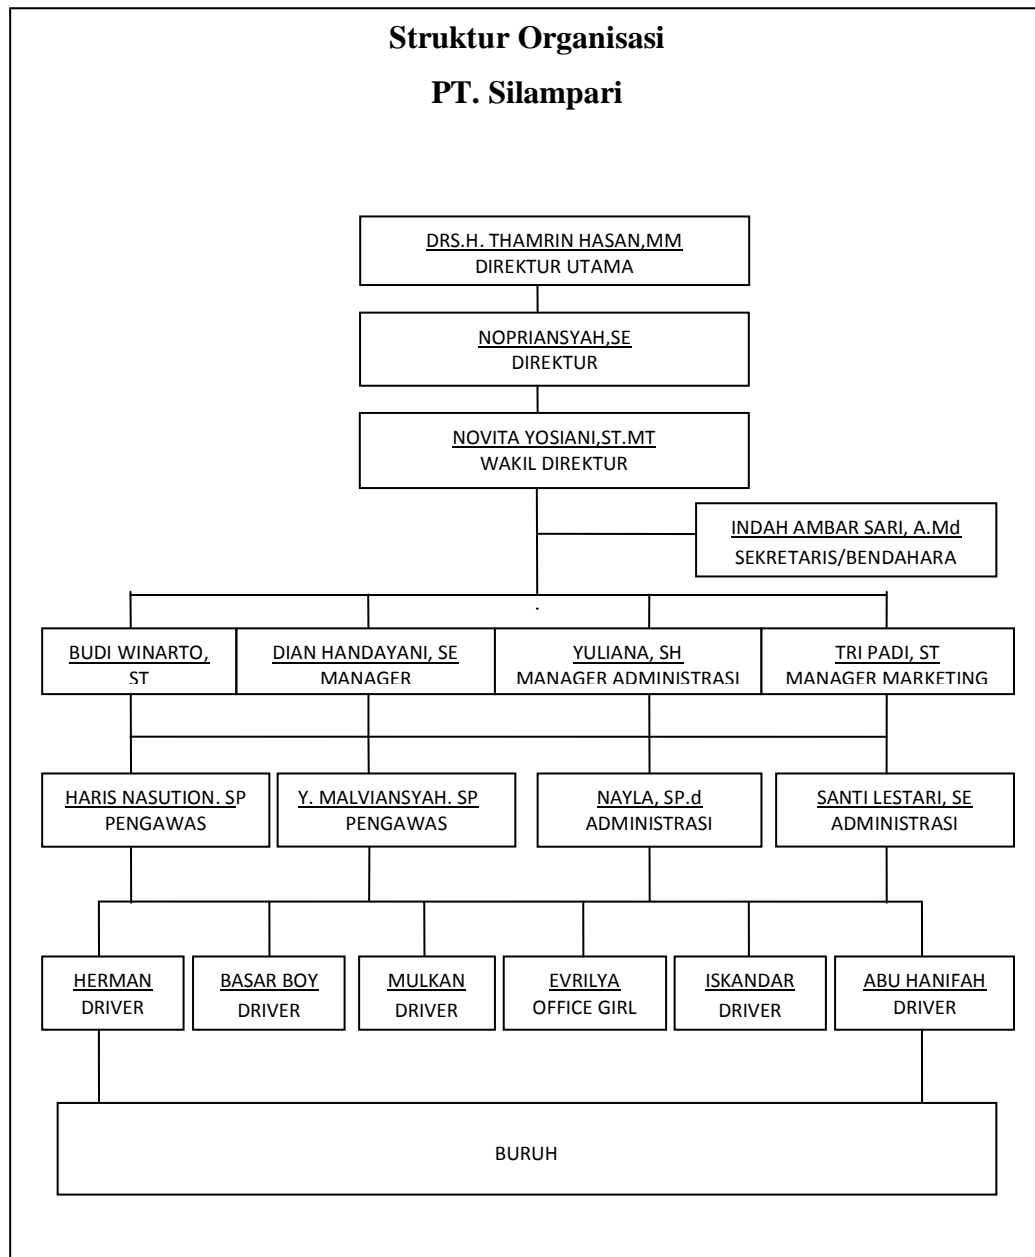 Struktur Organisasi
PT. Silampari
DRS.H. THAMRIN HASAN,MM
DIREKTUR UTAMA
NOPRIANSYAH,SE
DIREKTUR
NOVITA YOSIANI,ST.MT
WAKIL DIREKTUR
INDAH AMBAR SARI, A.Md
SEKRETARIS/BENDAHARA
BUDI WINARTO,
ST
DIAN HANDAYANI, SE
MANAGER
YULIANA, SH
MANAGER ADMINISTRASI
TRI PADI, ST
MANAGER MARKETING
HARIS NASUTION. SP
PENGAWAS
Y. MALVIANSYAH. SP
PENGAWAS
NAYLA, SP.d
ADMINISTRASI
SANTI LESTARI, SE
ADMINISTRASI
HERMAN
DRIVER
BASAR BOY
DRIVER
MULKAN
DRIVER
EVRILYA
OFFICE GIRL
ISKANDAR
DRIVER
ABU HANIFAH
DRIVER
BURUH